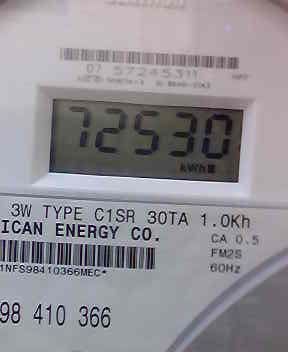 07 57245311
72530
kWh
3W TYPE C1SR 30TA 1.0Kh
ICAN ENERGY CO.
CA 0.5
FM2S
1NFS98410366MEC*
60Hz
98 410 366